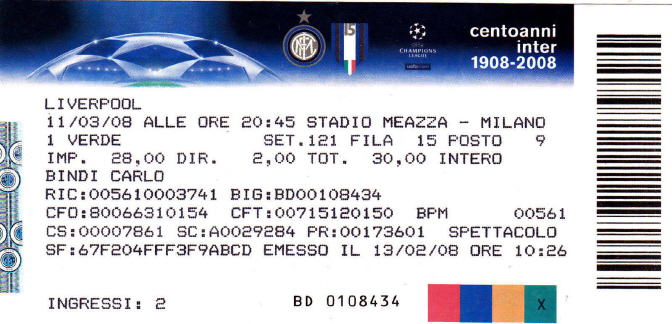 centoanni
inter
1908-2008
15
UEFA
CHAMPIONS
LEAGUE
LIVERPOOL
11/03/08 ALLE ORE 20:45 STADIO MEAZZA - MILANO
1 VERDE SET.121 FILA 15 POSTO 9
IMP. 28,00 DIR. 2,00 TOT. 30,00 INTERO
BINDI CARLO
RIC:005610003741 BIG:BD00108434
CFO:80066310154 CFT:00715120150 BPM 00561
CS:00007861 SC:A0029284 PR:00173601 SPETTACOLO
SF:67F204FFF3F9ABCD EMESSO IL 13/02/08 ORE 10:26
INGRESSI: 2 BD 0108434 X